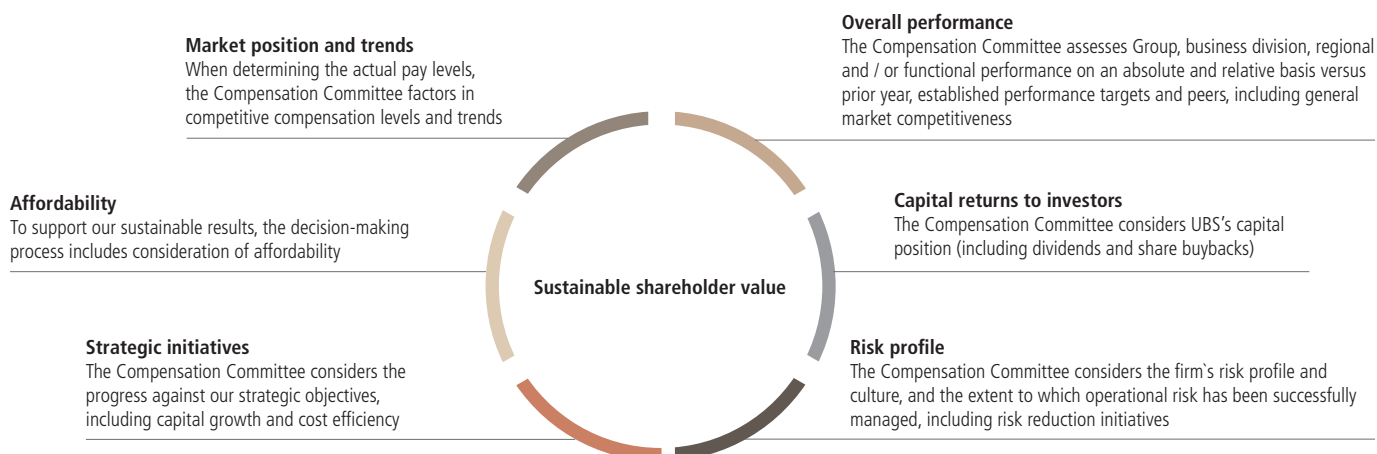 Market position and trends
When determining the actual pay levels,
the Compensation Committee factors in
competitive compensation levels and trends
Overall performance
The Compensation Committee assesses Group, business division, regional
and / or functional performance on an absolute and relative basis versus
prior year, established performance targets and peers, including general
market competitiveness
Affordability
To support our sustainable results, the decision-making
process includes consideration of affordability
Capital returns to investors
The Compensation Committee considers UBS's capital
position (including dividends and share buybacks)
Sustainable shareholder value
Strategic initiatives
The Compensation Committee considers the
progress against our strategic objectives,
including capital growth and cost efficiency
Risk profile
The Compensation Committee considers the firm`s risk profile and
culture, and the extent to which operational risk has been successfully
managed, including risk reduction initiatives